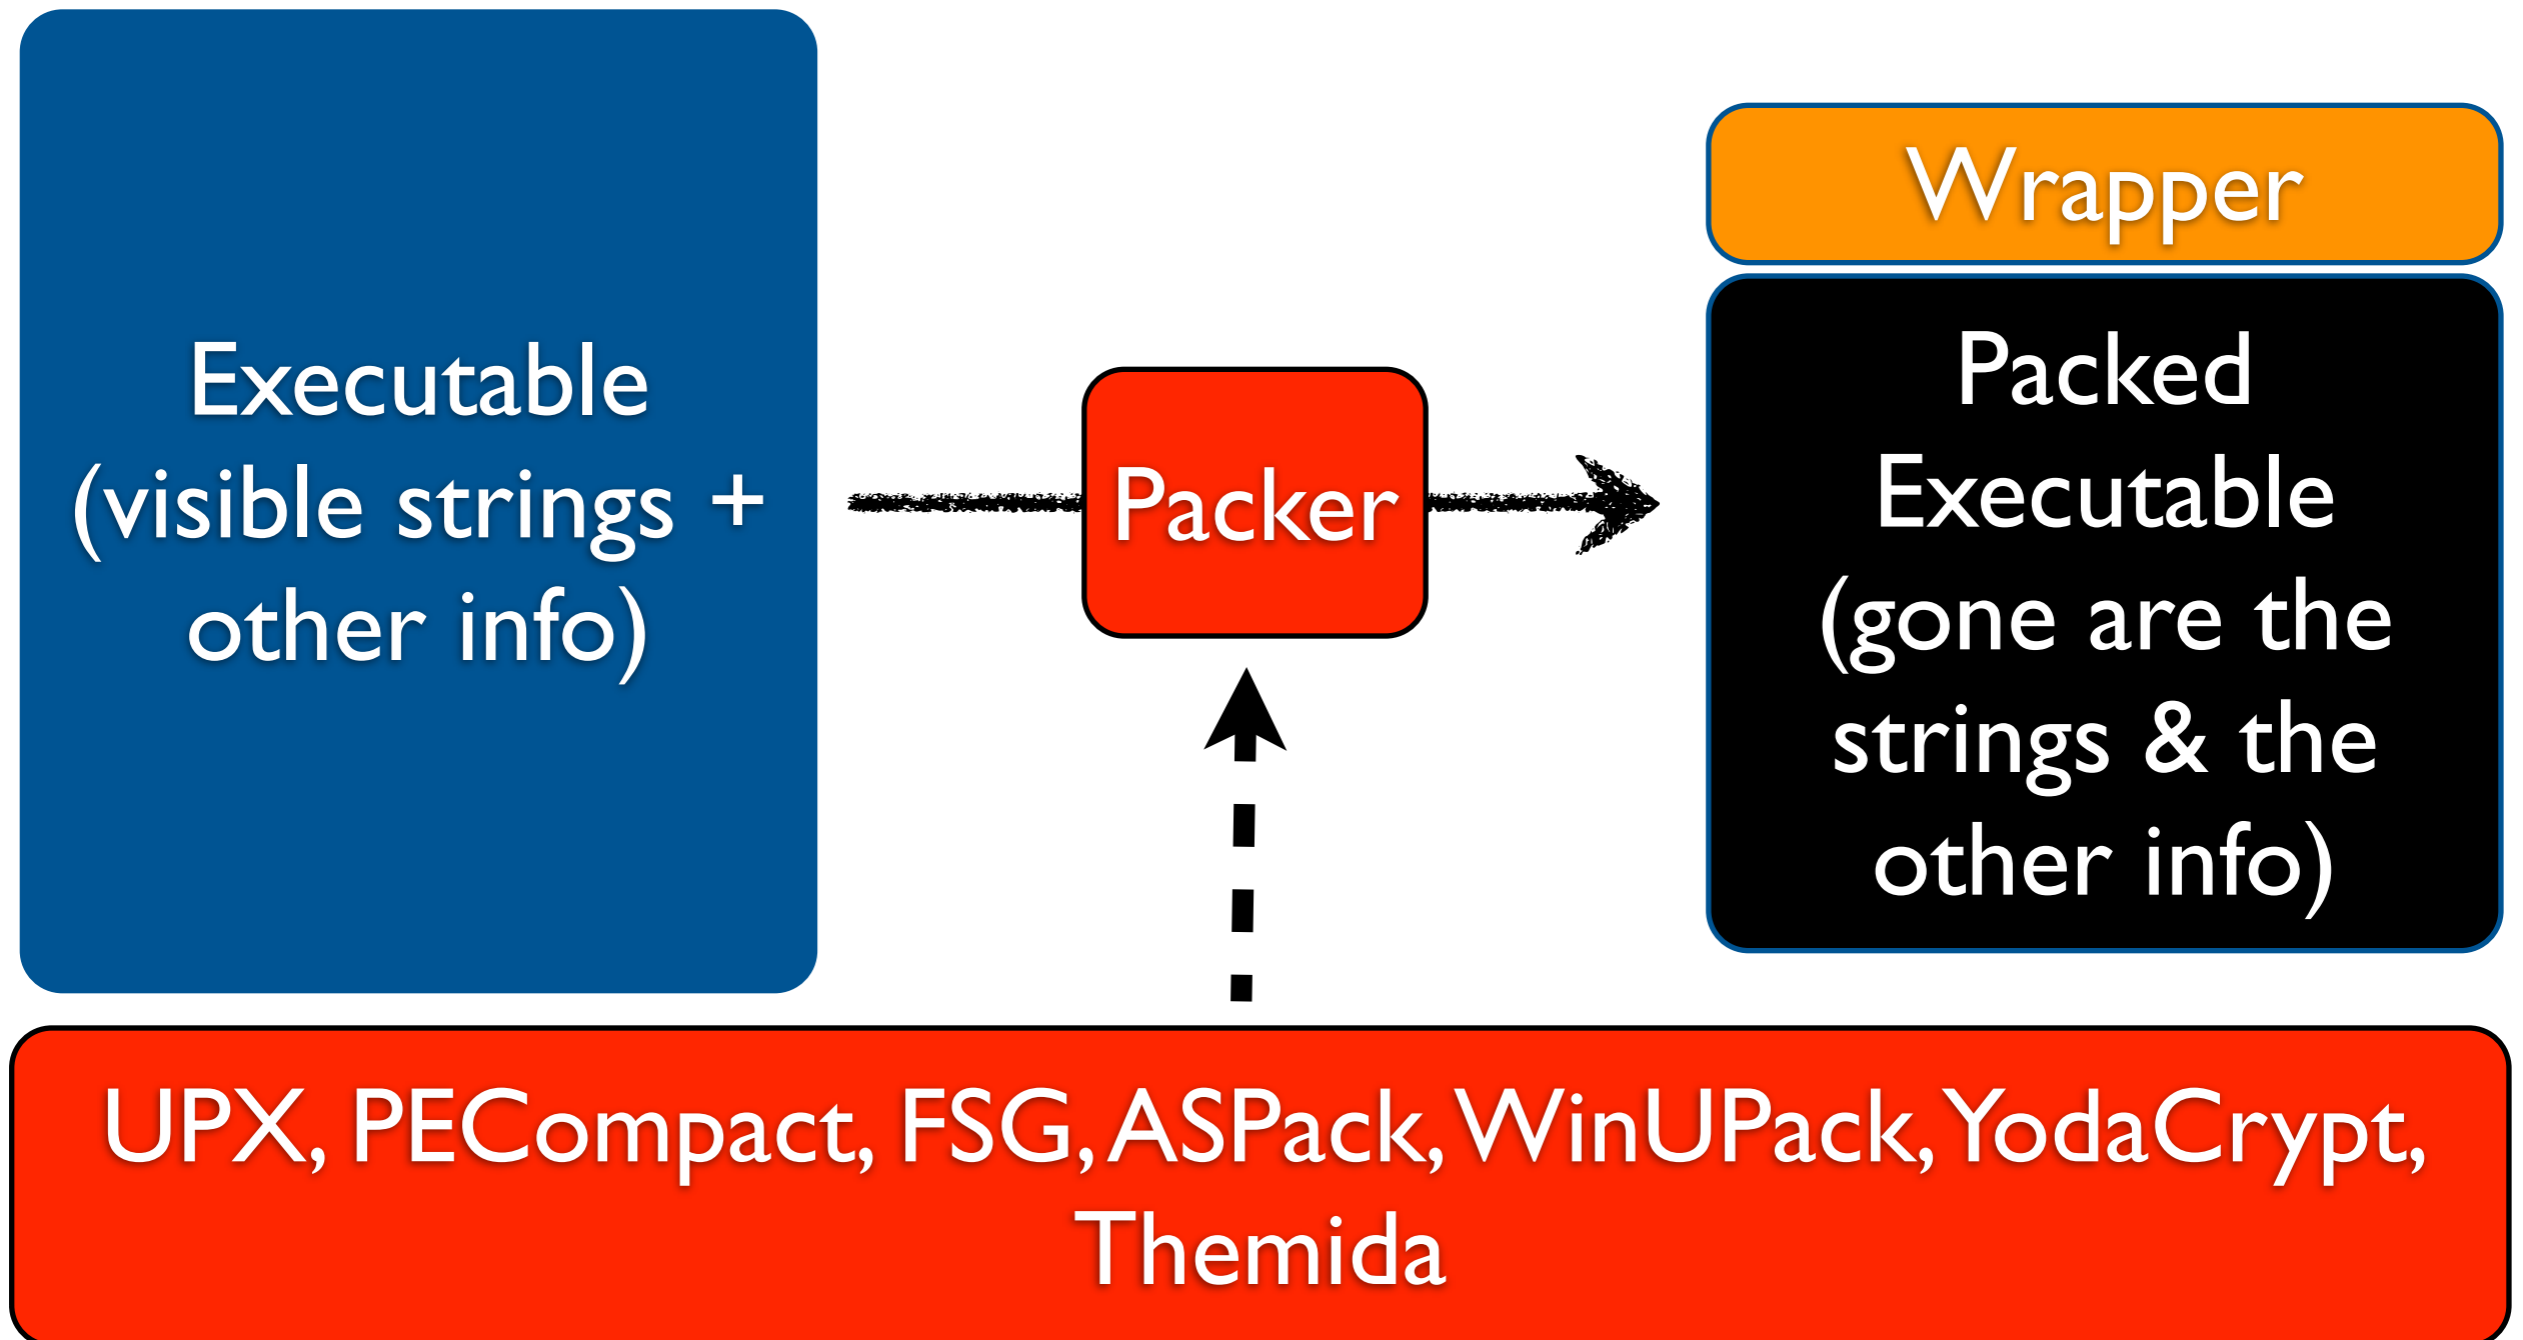 Executable
(visible strings +
other info)
Packer
Wrapper
Packed
Executable
(gone are the
strings & the
other info)
UPX, PECompact, FSG, ASPack, WinUPack, YodaCrypt,
Themida